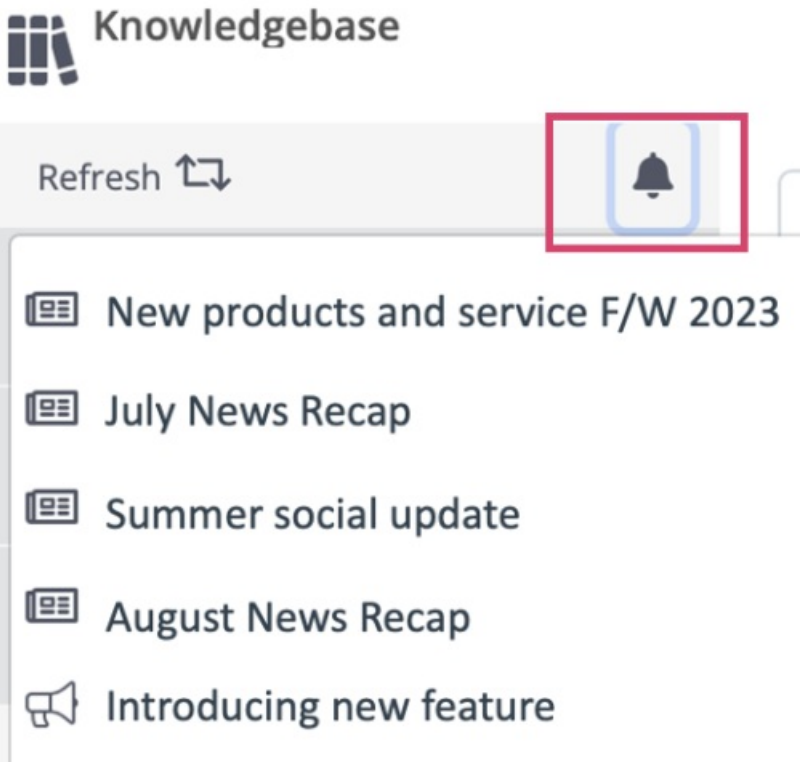 Knowledgebase
Refresh
New products and service F/W 2023
July News Recap
Summer social update
August News Recap
Introducing new feature